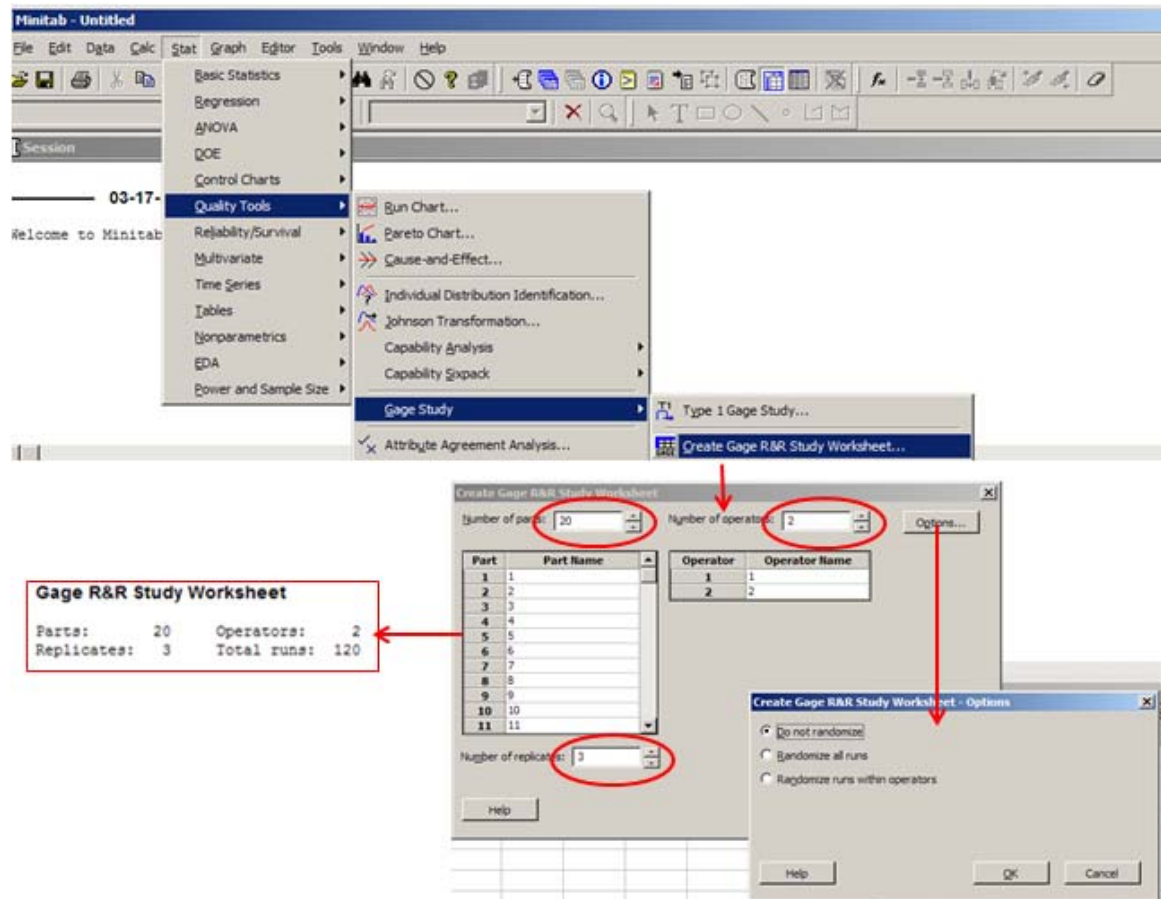 Minitab - Untitled
File Edit Data Calc Stat Graph Editor Tools Window Help
Session
03-17-
Welcome to Minitab
Basic Statistics
Regression
ANOVA
DOE
Control Charts
Quality Tools
Reliability/Survival
Multivariate
Time Series
Tables
Nonparametrics
EDA
Power and Sample Size
Run Chart...
Pareto Chart...
Cause-and-Effect...
Individual Distribution Identification...
Johnson Transformation...
Capability Analysis
Capability Sixpack
Gage Study
Attribute Agreement Analysis...
Type 1 Gage Study...
Create Gage R&R Study Worksheet...
Create Gage R&R Study Worksheet
Number of parts: 20 Number of operators: 2 Options...
Part Part Name
1 1
2 2
3 3
4 4
5 5
6 6
7 7
8 8
9 9
10 10
11 11
Operator Operator Name
1 1
2 2
Number of replicates: 3
Help
Gage R&R Study Worksheet
Parts: 20 Operators: 2
Replicates: 3 Total runs: 120
Create Gage R&R Study Worksheet - Options
Do not randomize
Randomize all runs
Randomize runs within operators
Help OK Cancel